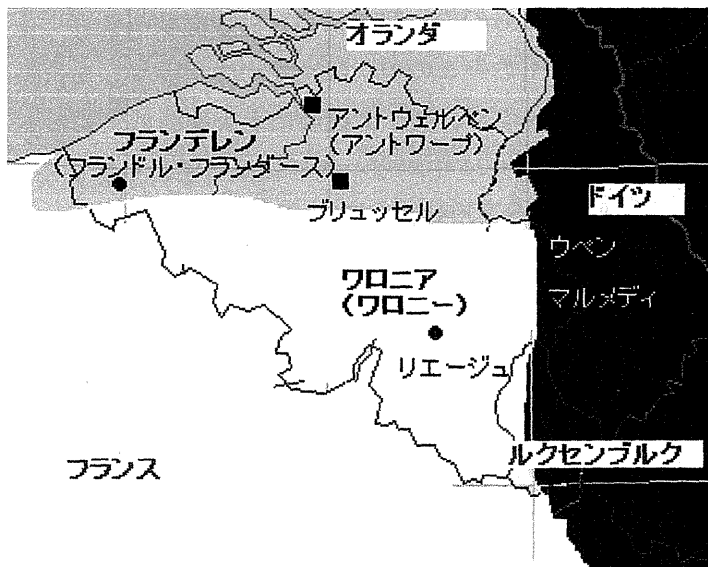 オランダ
アントウェルペン
(アントワープ)
フランデレン
(フランドル・フランダース)
ブリュッセル
ドイツ
ウペン
マルメディ
ワロニア
(ワロニー)
リエージュ
ルクセンブルク
フランス